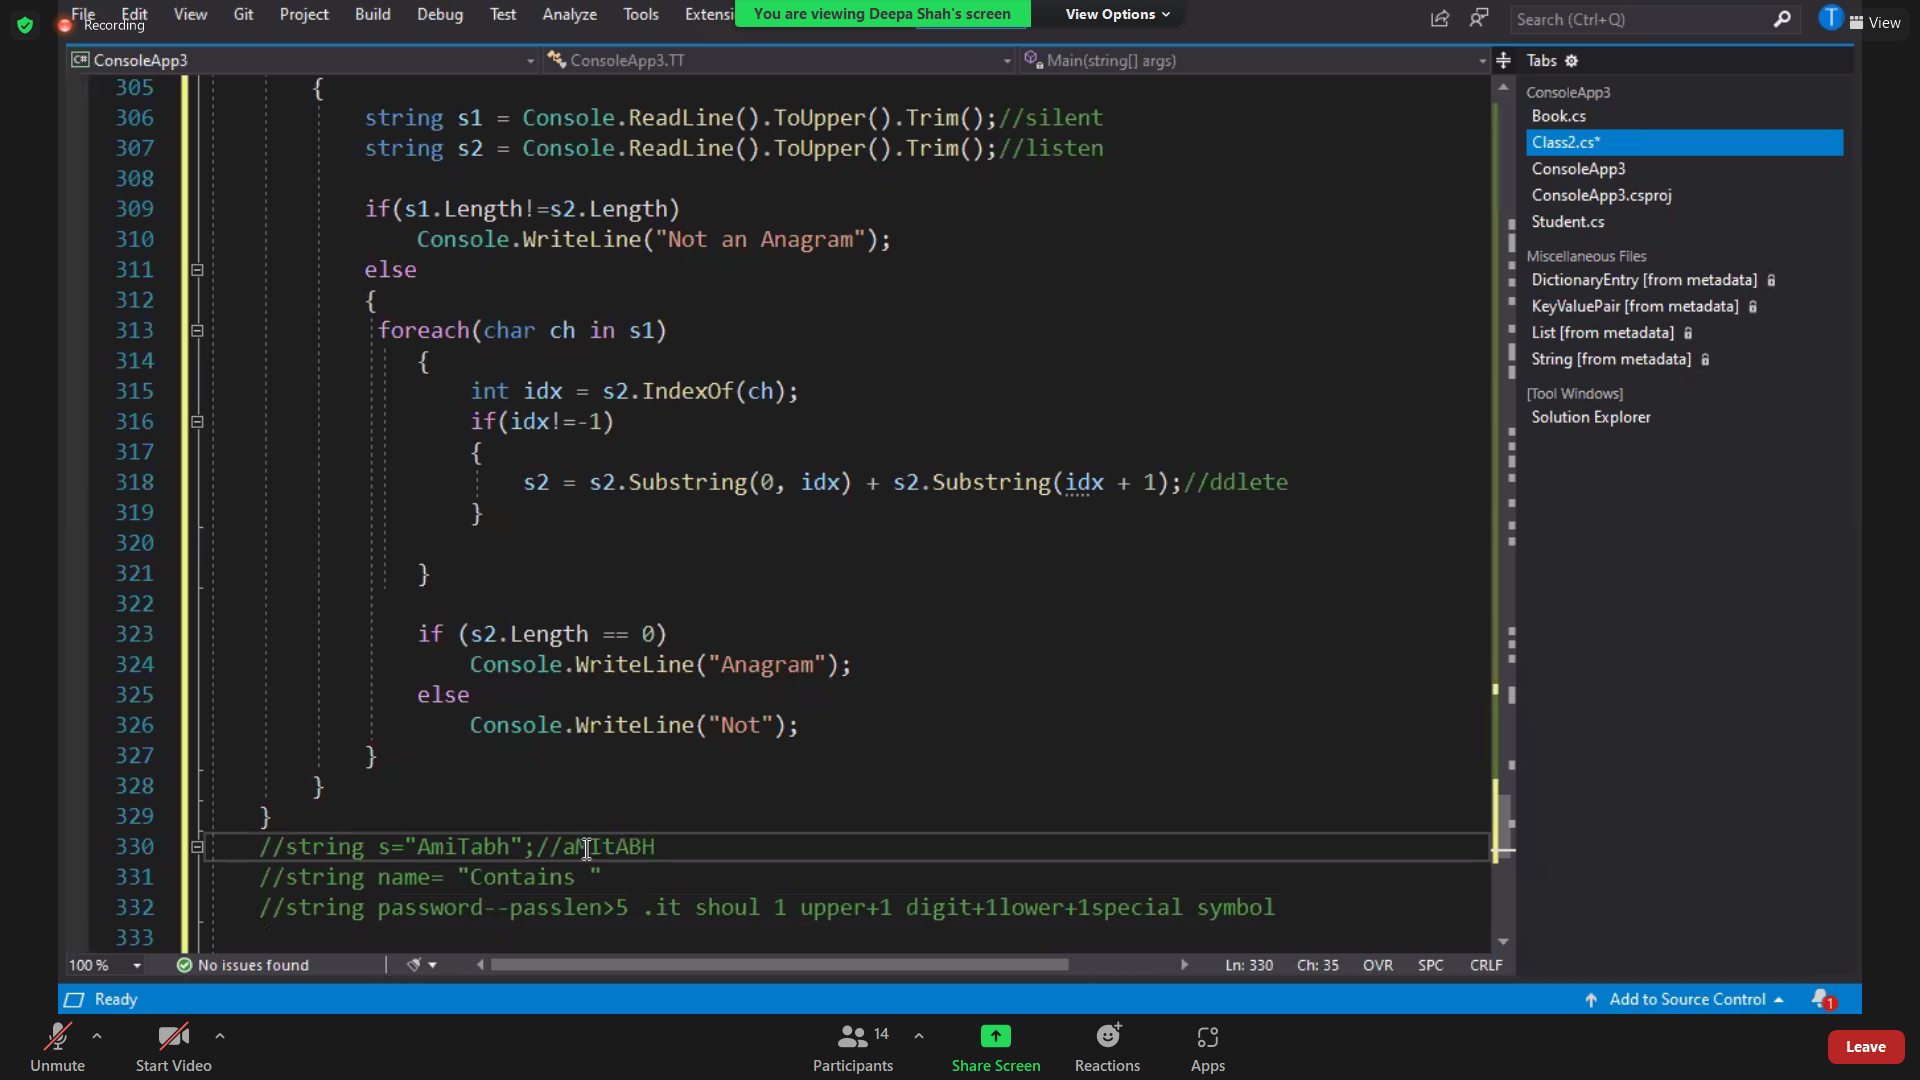 File Edit View Git Project Build Debug Test Analyze Tools Extensi
You are viewing Deepa Shah's screen
View Options
Search (Ctrl+Q)
T
View
Recording
C# ConsoleApp3
ConsoleApp3.TT
Main(string[] args)
305 {
306 string s1 = Console.ReadLine().ToUpper().Trim();//silent
307 string s2 = Console.ReadLine().ToUpper().Trim();//listen
308
309 if(s1.Length!=s2.Length)
310 Console.WriteLine("Not an Anagram");
311 else
312 {
313 foreach(char ch in s1)
314 {
315 int idx = s2.IndexOf(ch);
316 if(idx!=-1)
317 {
318 s2 = s2.Substring(0, idx) + s2.Substring(idx + 1);//ddlete
319 }
320
321 }
322
323 if (s2.Length == 0)
324 Console.WriteLine("Anagram");
325 else
326 Console.WriteLine("Not");
327 }
328 }
329 }
330 //string s="AmiTabh";//aMItABH
331 //string name= "Contains "
332 //string password--passlen>5 .it shoul 1 upper+1 digit+1lower+1special symbol
333
Tabs
ConsoleApp3
Book.cs
Class2.cs*
ConsoleApp3
ConsoleApp3.csproj
Student.cs
Miscellaneous Files
DictionaryEntry [from metadata]
KeyValuePair [from metadata]
List [from metadata]
String [from metadata]
[Tool Windows]
Solution Explorer
100 %
No issues found
Ln: 330 Ch: 35 OVR SPC CRLF
Ready
Add to Source Control
1
14
Unmute
Start Video
Participants
Share Screen
Reactions
Apps
Leave